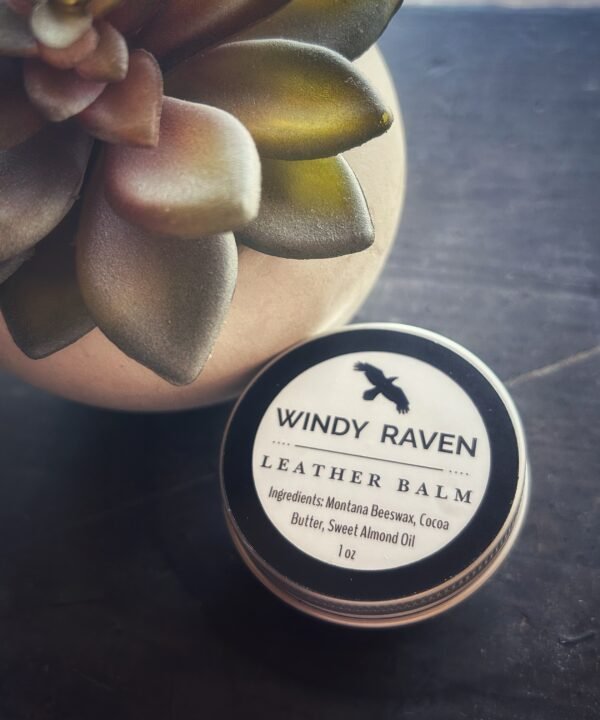 WINDY RAVEN
LEATHER BALM
Ingredients: Montana Beeswax, Cocoa
Butter, Sweet Almond Oil
1 oz